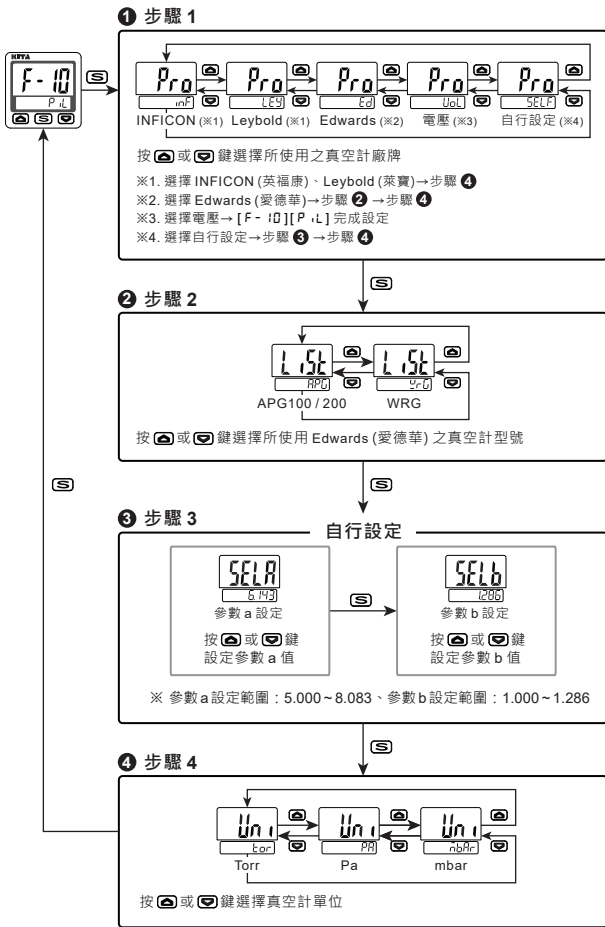 ❶ 步驟 1
META
F-10
PiL
S
S
Pro
Pro
Pro
Pro
Pro
inF
LEY
Ed
VoL
SELF
INFICON (※1)
Leybold (※1)
Edwards (※2)
電壓 (※3)
自行設定 (※4)
按 或 鍵選擇所使用之真空計廠牌
※1. 選擇 INFICON (英福康)、Leybold (萊寶)→步驟 ❹
※2. 選擇 Edwards (愛德華)→步驟 ❷ →步驟 ❹
※3. 選擇電壓→ [F-10][PiL] 完成設定
※4. 選擇自行設定→步驟 ❸ →步驟 ❹
S
❷ 步驟 2
LiSt
LiSt
APG
YrG
APG100 / 200
WRG
按 或 鍵選擇所使用 Edwards (愛德華) 之真空計型號
S
S
❸ 步驟 3
自行設定
SELA
6.143
參數 a 設定
按 或 鍵
設定參數 a 值
S
SELb
1.286
參數 b 設定
按 或 鍵
設定參數 b 值
※ 參數a設定範圍：5.000~8.083、參數b設定範圍：1.000~1.286
S
❹ 步驟 4
Uni
Uni
Uni
tor
PA
mbAr
Torr
Pa
mbar
按 或 鍵選擇真空計單位